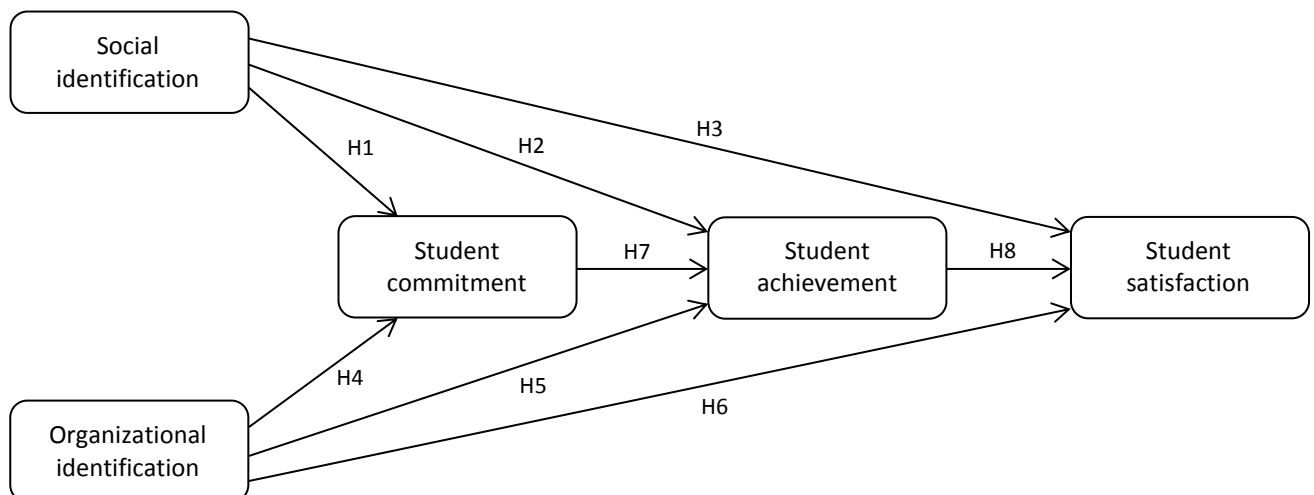 Social
identification
H3
H1
H2
Student
commitment
H7
Student
achievement
H8
Student
satisfaction
H4
H5
H6
Organizational
identification